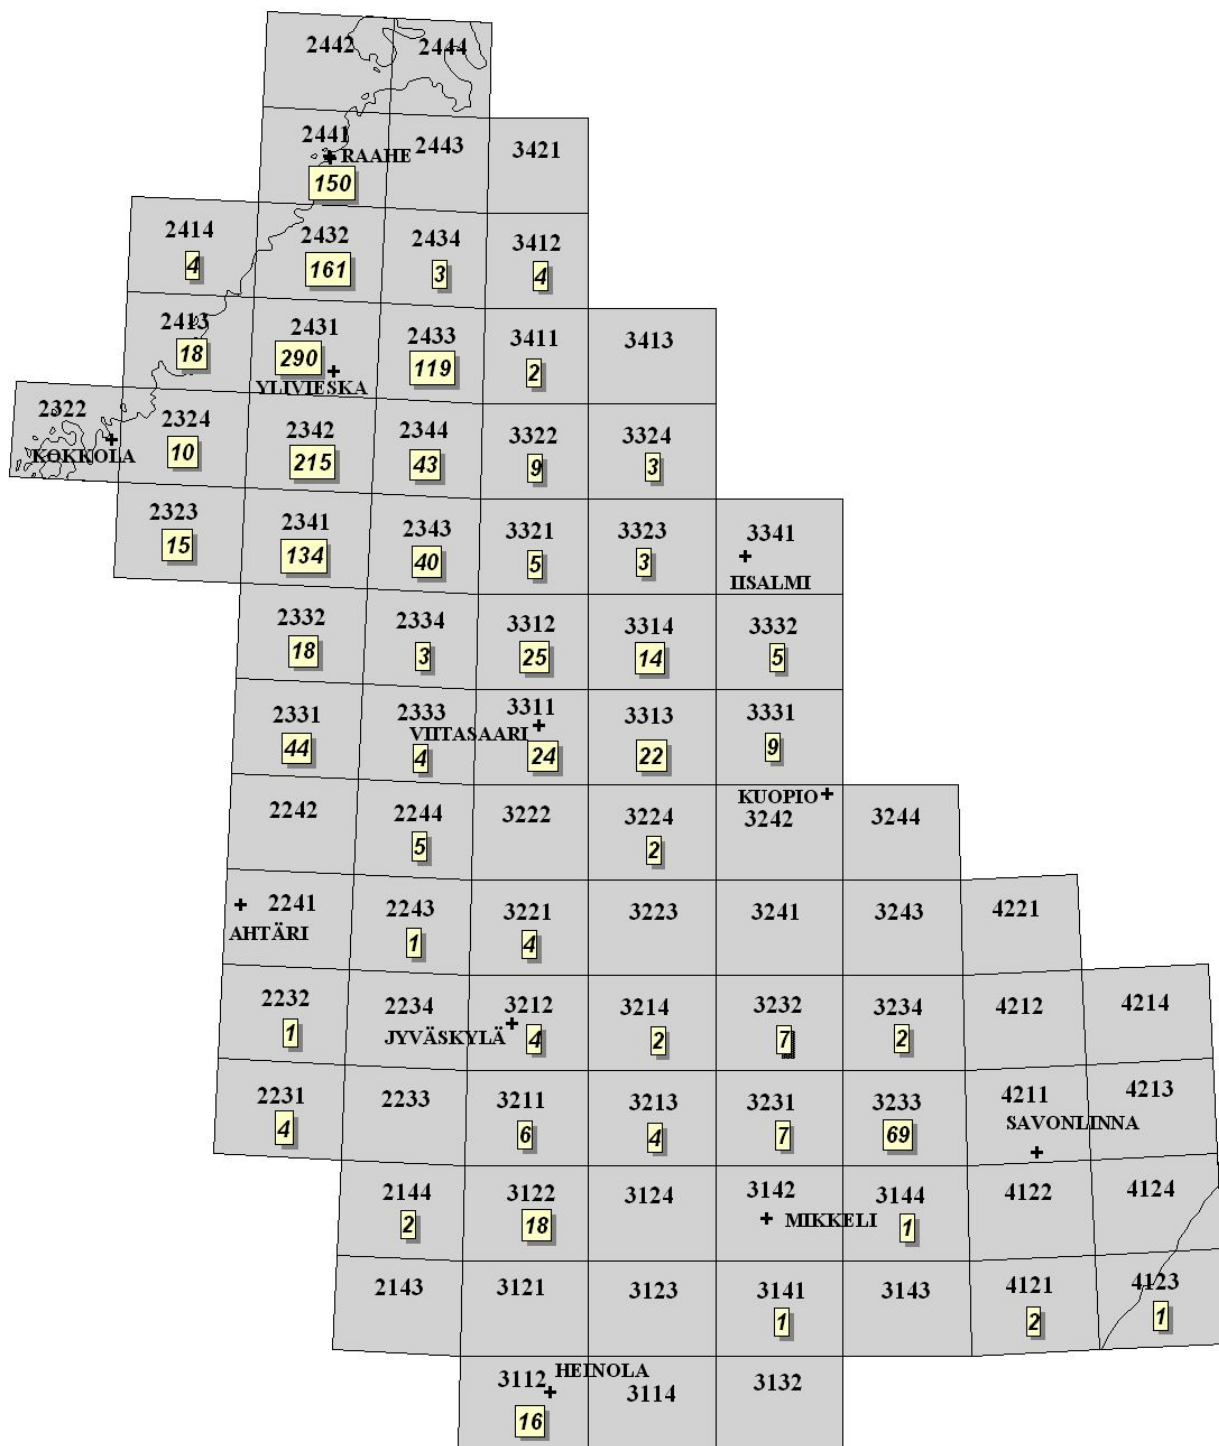 2442 2444
2441 2443 3421
RAAHE
150
2414 2432 2434 3412
4 161 3 4
2413 2431 2433 3411 3413
18 290 119 2
YLIVIESKA
2322 2324 2342 2344 3322 3324
KOKKOLA 10 215 43 9 3
2323 2341 2343 3321 3323 3341
15 134 40 5 3
IISALMI
2332 2334 3312 3314 3332
18 3 25 14 5
2331 2333 3311 3313 3331
VIITASAARI
44 4 24 22 9
KUOPIO
2242 2244 3222 3224 3242 3244
5 2
2241 2243 3221 3223 3241 3243 4221
AHTÄRI 1 4
2232 2234 3212 3214 3232 3234 4212 4214
1 JYVÄSKYLÄ 4 2 7 2
2231 2233 3211 3213 3231 3233 4211 4213
SAVONLINNA
4 6 4 7 69
2144 3122 3124 3142 3144 4122 4124
2 18 MIKKELI 1
2143 3121 3123 3141 3143 4121 4123
1 2 1
HEINOLA
3112 3114 3132
16